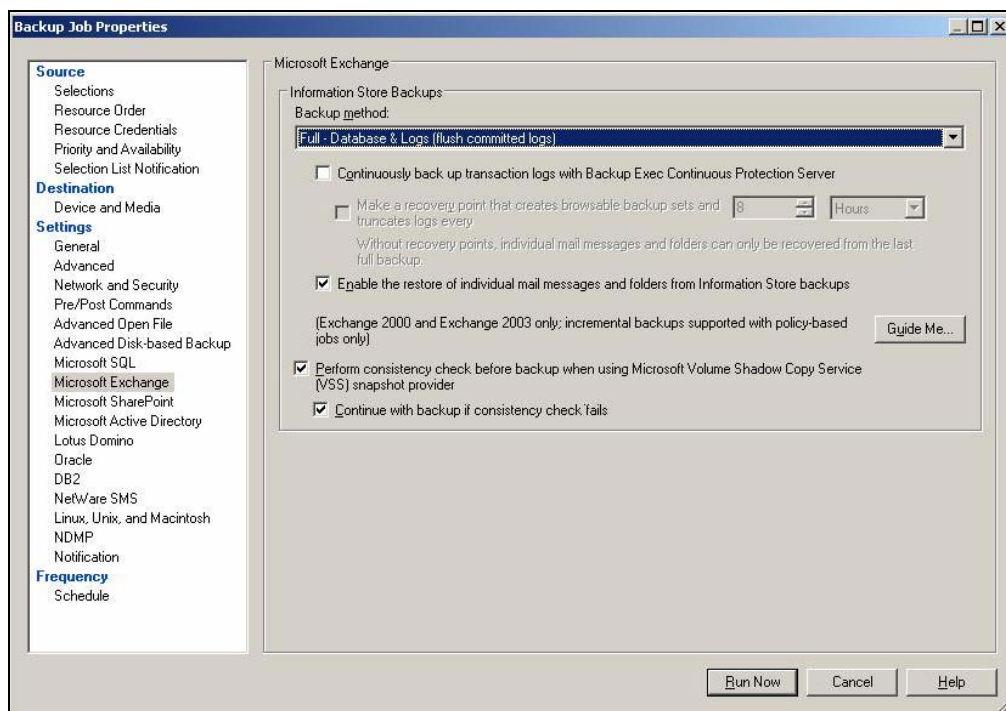 Backup Job Properties
Source
Selections
Resource Order
Resource Credentials
Priority and Availability
Selection List Notification
Destination
Device and Media
Settings
General
Advanced
Network and Security
Pre/Post Commands
Advanced Open File
Advanced Disk-based Backup
Microsoft SQL
Microsoft Exchange
Microsoft SharePoint
Microsoft Active Directory
Lotus Domino
Oracle
DB2
NetWare SMS
Linux, Unix, and Macintosh
NDMP
Notification
Frequency
Schedule
Microsoft Exchange
Information Store Backups
Backup method:
Full - Database & Logs (flush committed logs)
Continuously back up transaction logs with Backup Exec Continuous Protection Server
Make a recovery point that creates browsable backup sets and
truncates logs every
8
Hours
Without recovery points, individual mail messages and folders can only be recovered from the last
full backup.
Enable the restore of individual mail messages and folders from Information Store backups
(Exchange 2000 and Exchange 2003 only; incremental backups supported with policy-based
jobs only)
Guide Me...
Perform consistency check before backup when using Microsoft Volume Shadow Copy Service
(VSS) snapshot provider
Continue with backup if consistency check fails
Run Now
Cancel
Help